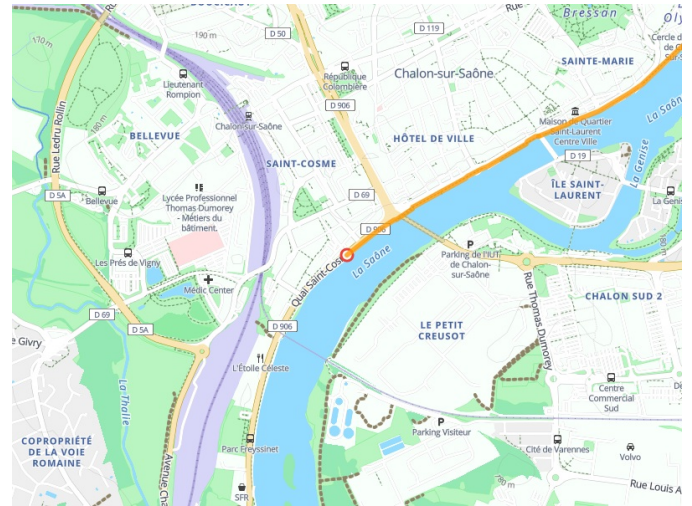 Bressan
190 m
D 50
D 119
SAINTE-MARIE
Cercle d
République
Colombière
Chalon-sur-Saône
Lieutenant
Rompion
D 906
Maison de Quartier
Saint-Laurent
Centre Ville
La Saône
Rue Ledru Rollin
190 m
Chalon-sur-Saône
BELLEVUE
HÔTEL DE VILLE
La Genise
SAINT-COSME
D 19
ÎLE SAINT-
LAURENT
D 5A
Bellevue
Lycée Professionnel
Thomas Dumorey
- Métiers du
bâtiment.
D 69
La Genis
D 906
180 m
Les Prés de Vigny
Quai Saint-Cosme
La Saône
Parking de l'IUT
de Chalon-
sur-Saône
Médic Center
Rue Thomas Dumorey
CHALON SUD 2
D 69
D 5A
D 906
LE PETIT
CREUSOT
e Givry
La Thalie
L'Étoile Céleste
Centre
Commercial
Sud
COPROPRIÉTÉ
DE LA VOIE
ROMAINE
Avenue Cha
Parc Freyssinet
Parking Visiteur
Cité de Varennes
Volvo
SFR
Rue Louis A